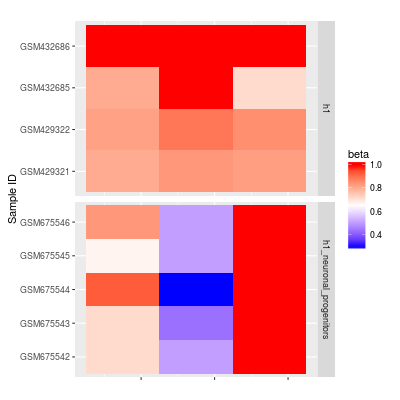 GSM432686
GSM432685
GSM429322
GSM429321
h1
GSM675546
GSM675545
GSM675544
GSM675543
GSM675542
h1_neuronal_progenitors
Sample ID
beta
1.0
0.8
0.6
0.4